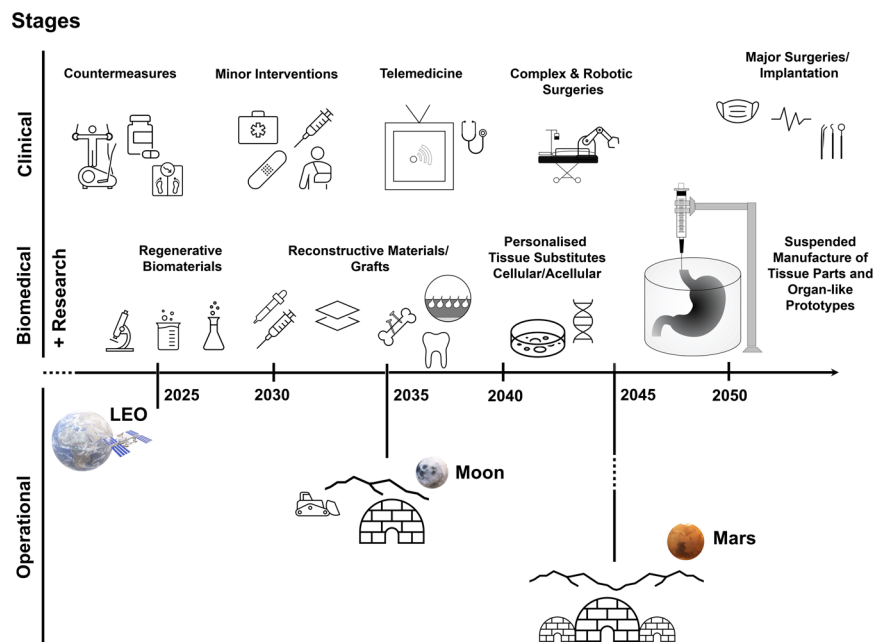 Stages
Clinical
Countermeasures
Minor Interventions
Telemedicine
Complex & Robotic
Surgeries
Major Surgeries/
Implantation
Biomedical
+ Research
Regenerative
Biomaterials
Reconstructive Materials/
Grafts
Personalised
Tissue Substitutes
Cellular/Acellular
Suspended
Manufacture of
Tissue Parts and
Organ-like
Prototypes
2025
2030
2035
2040
2045
2050
Operational
LEO
Moon
Mars